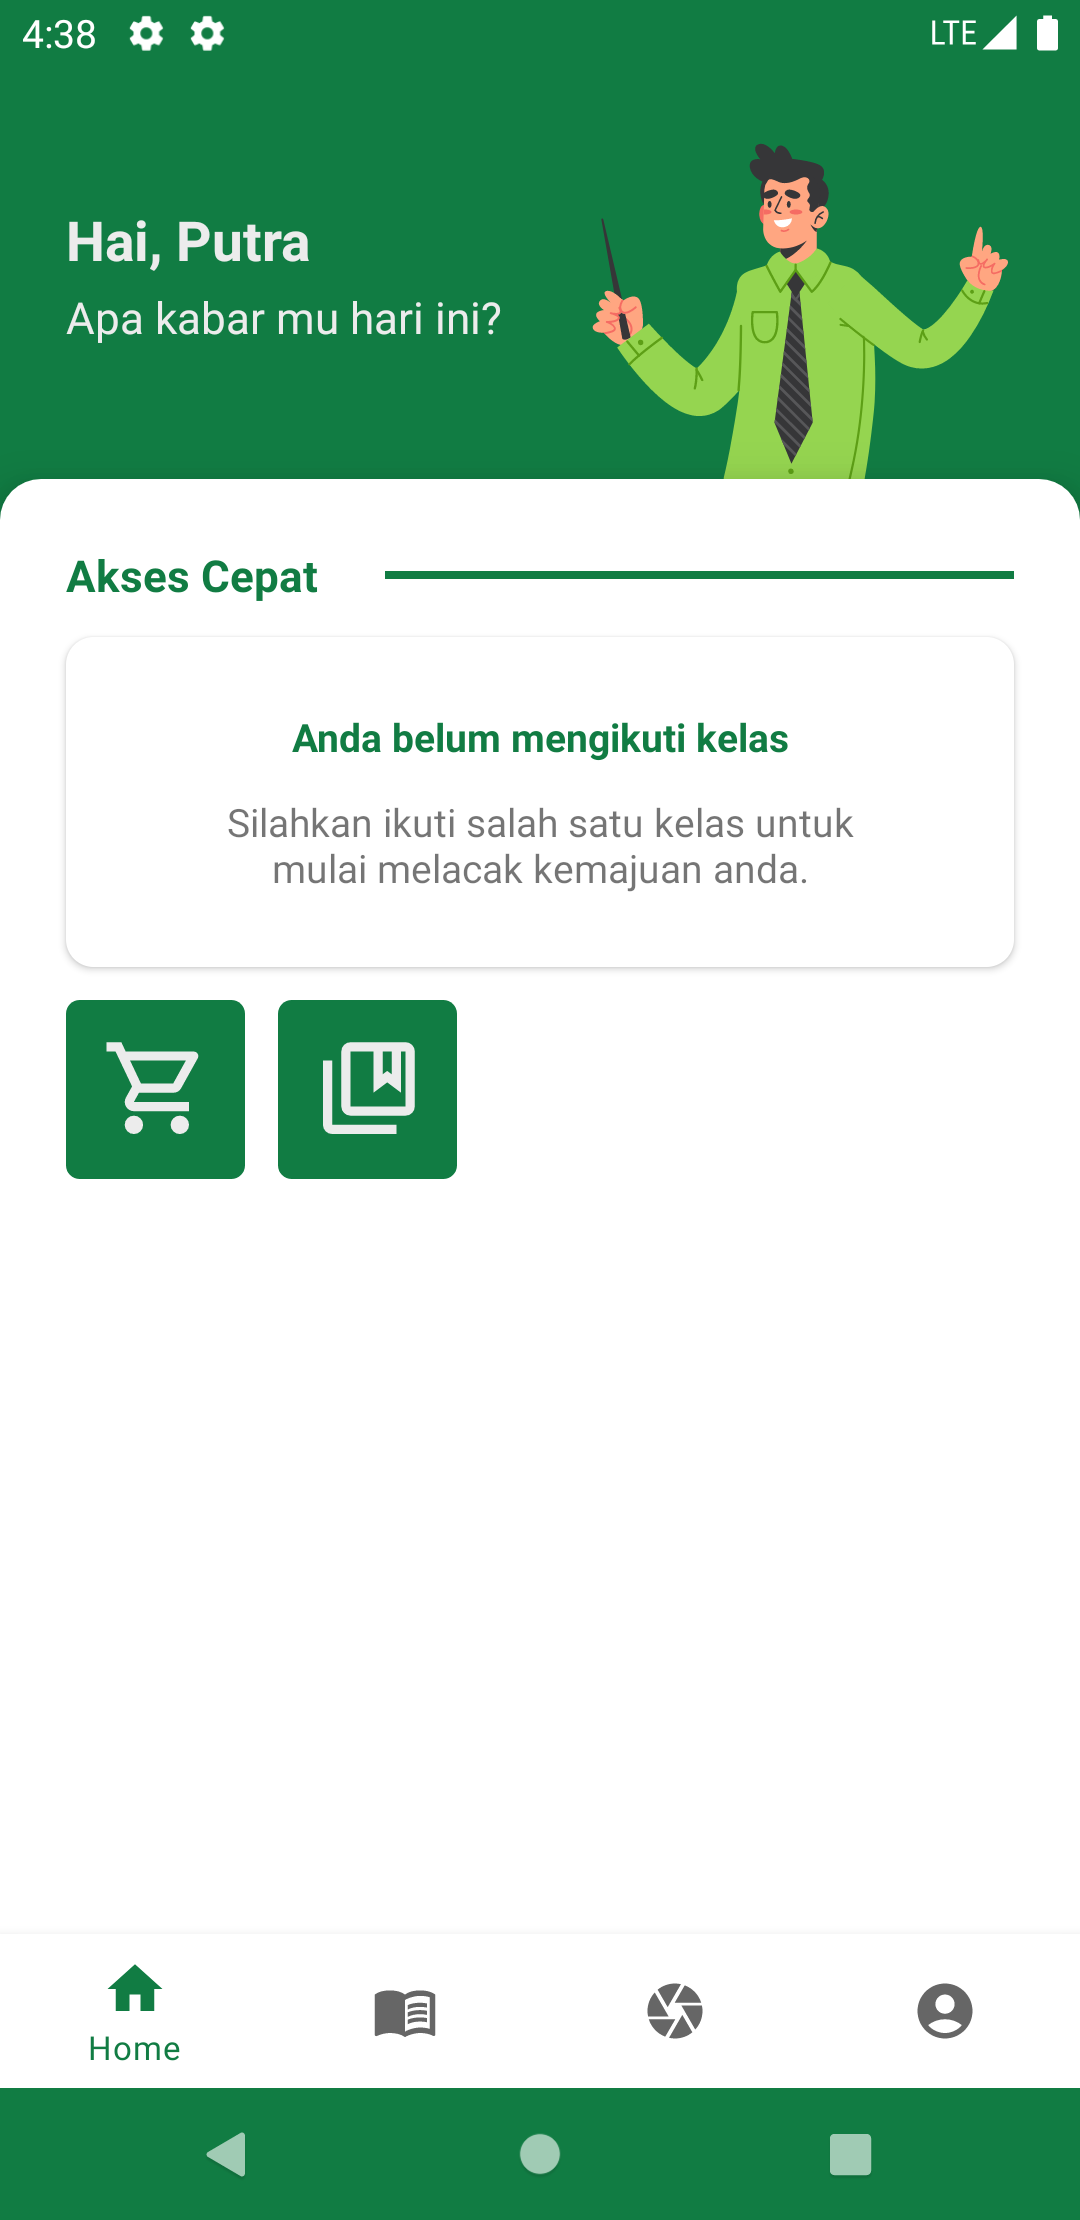 4:38
LTE
Hai, Putra
Apa kabar mu hari ini?
Akses Cepat
Anda belum mengikuti kelas
Silahkan ikuti salah satu kelas untuk
mulai melacak kemajuan anda.
Home